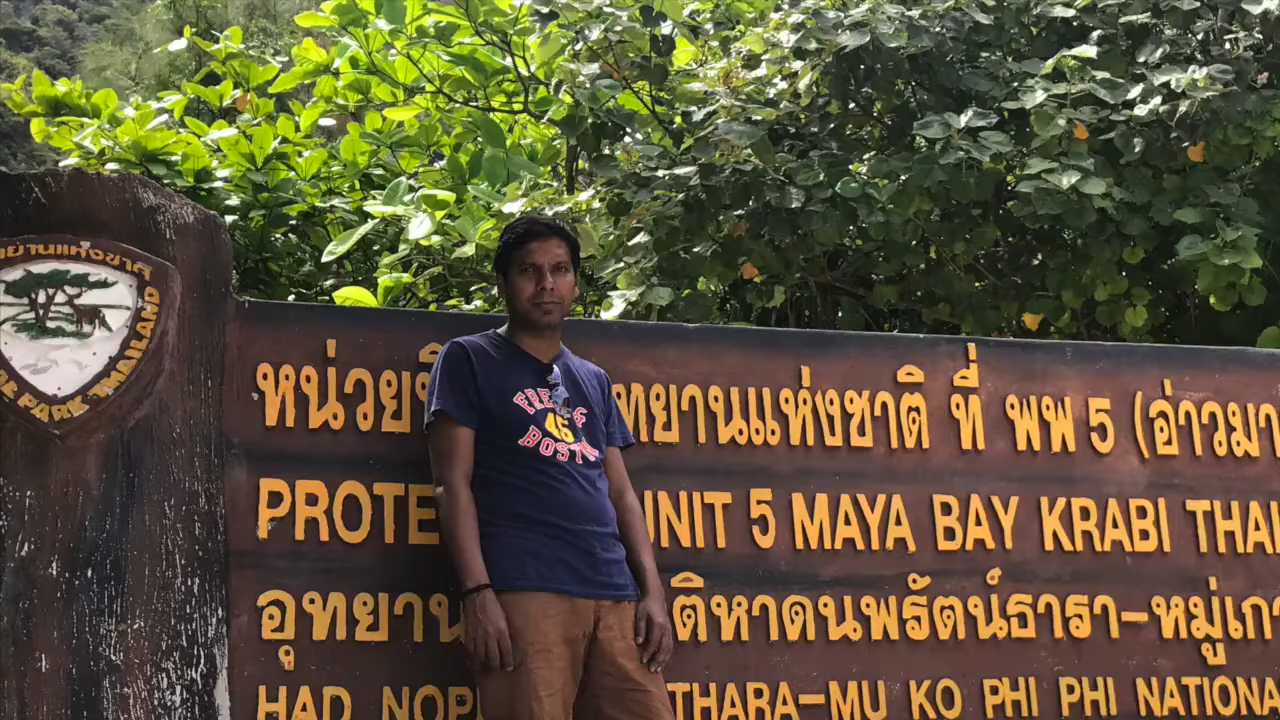 หน่วย ทยานแห่งชาติ ที่ พพ 5 (อ่าวมา
PROTE UNIT 5 MAYA BAY KRABI THAI
อุทยาน ติหาดนพรัตน์ธารา-หมู่เกา
HAD NOP THARA-MU KO PHI PHI NATIONA
PARK THAILAND
BOSTON